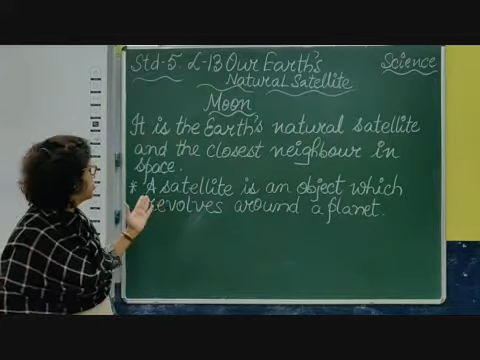 Std-5 L-13 Our Earth's Science
Natural Satellite
Moon
It is the Earth's natural satellite
and the closest neighbour in
space.
* A satellite is an object which
revolves around a planet.